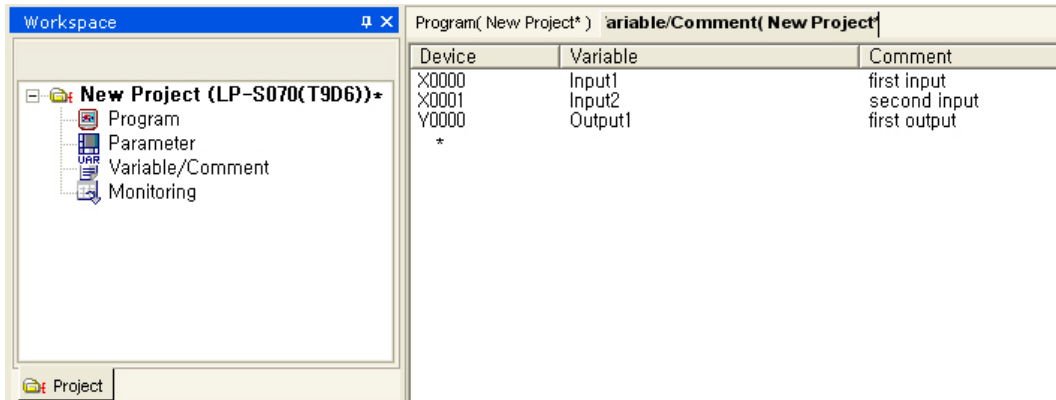 Workspace
New Project (LP-S070(T9D6))*
Program
Parameter
Variable/Comment
Monitoring
Project
Program( New Project* ) ariable/Comment( New Project*
Device Variable Comment
X0000 Input1 first input
X0001 Input2 second input
Y0000 Output1 first output
*